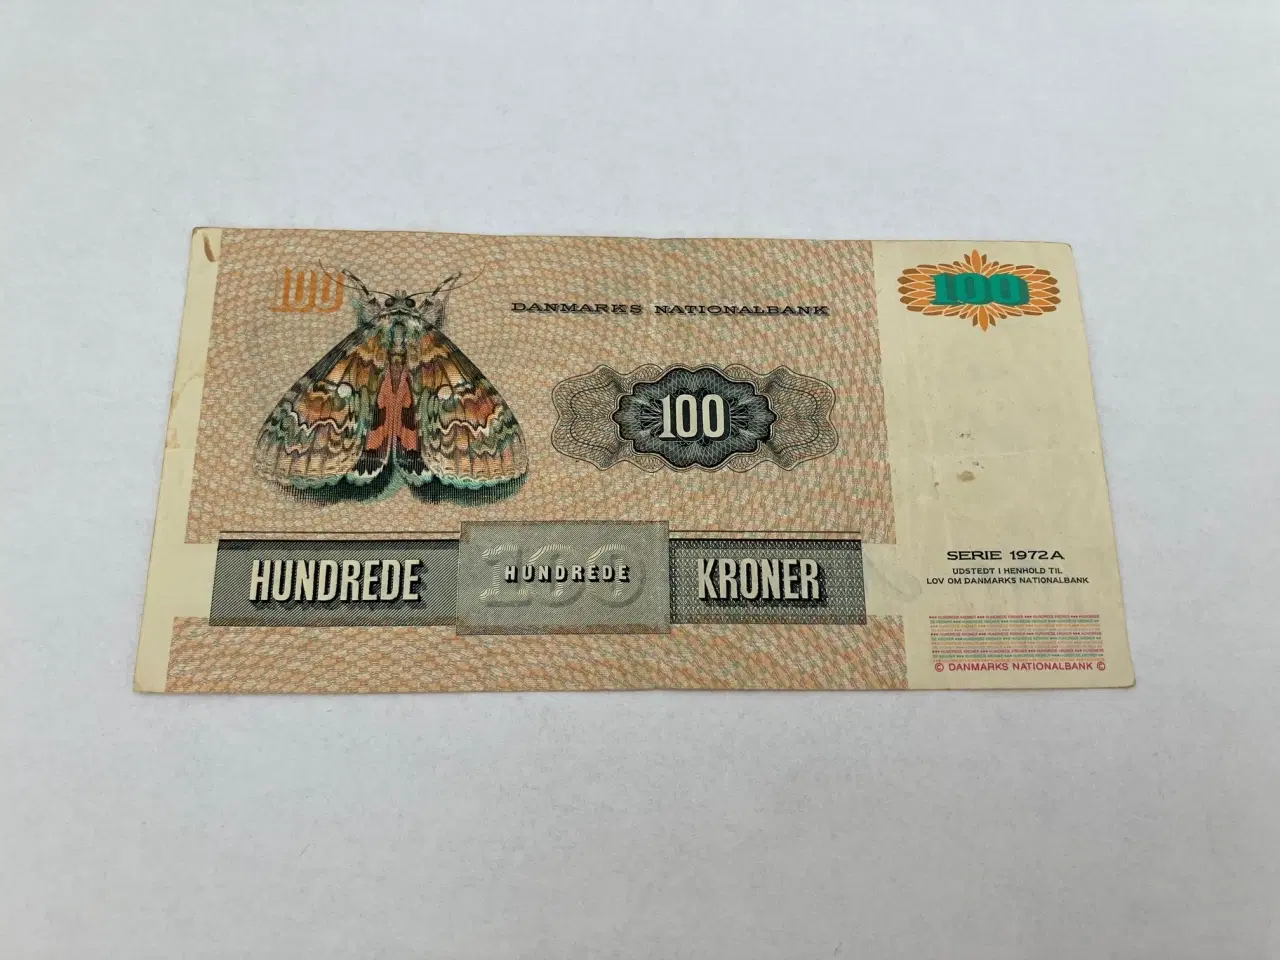 100
100
DANMARKS NATIONALBANK
100
HUNDREDE
100
HUNDREDE
KRONER
SERIE 1972A
UDSTEDT I HENHOLD TIL
LOV OM DANMARKS NATIONALBANK
© DANMARKS NATIONALBANK ©